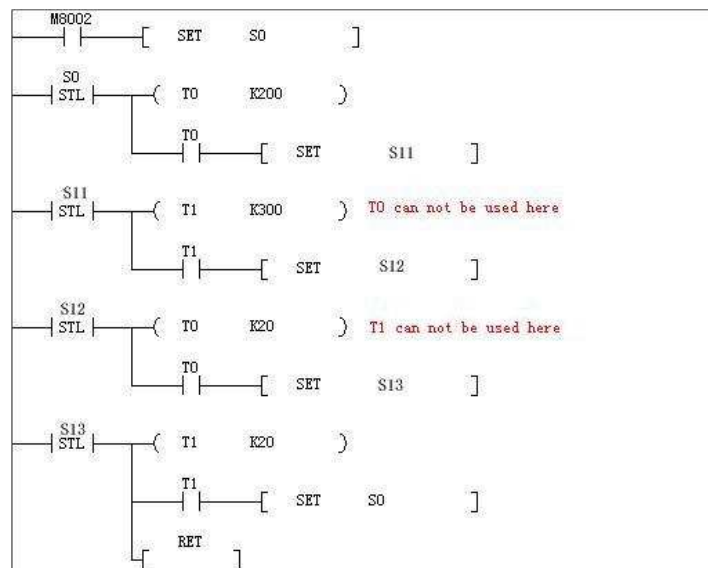 M8002
SET S0
S0
STL T0 K200
T0
SET S11
S11
STL T1 K300 T0 can not be used here
T1
SET S12
S12
STL T0 K20 T1 can not be used here
T0
SET S13
S13
STL T1 K20
T1
SET S0
RET